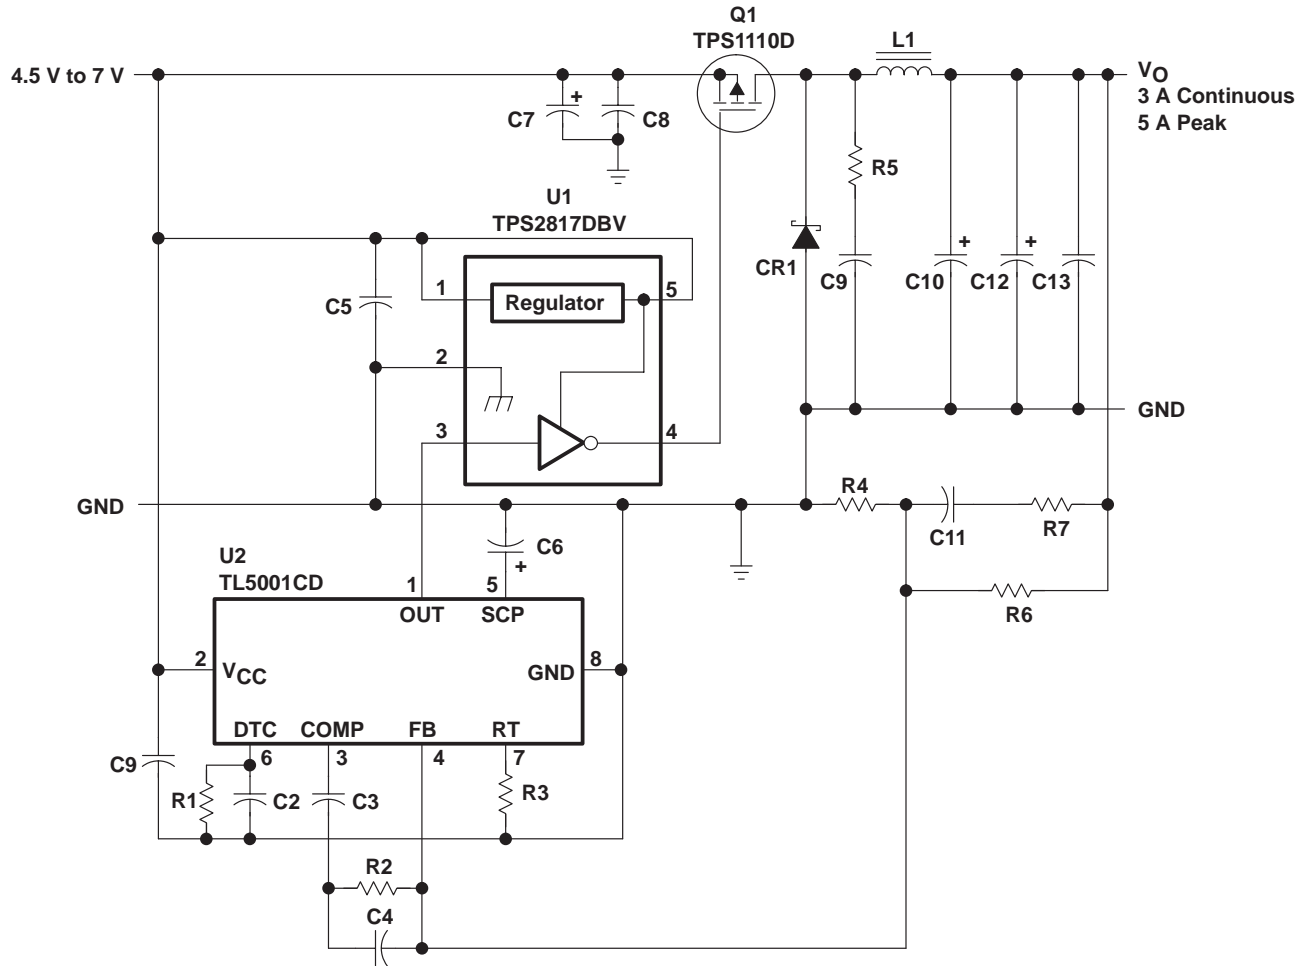 Q1
TPS1110D
L1
4.5 V to 7 V
VO
3 A Continuous
5 A Peak
C7
+
C8
R5
U1
TPS2817DBV
CR1
C9
C10
+
C12
+
C13
C5
1
Regulator
5
2
3
4
GND
GND
R4
C11
R7
R6
C6
+
U2
TL5001CD
1
5
OUT
SCP
2
VCC
GND
8
DTC
COMP
FB
RT
6
3
4
7
C9
R1
C2
C3
R3
R2
C4